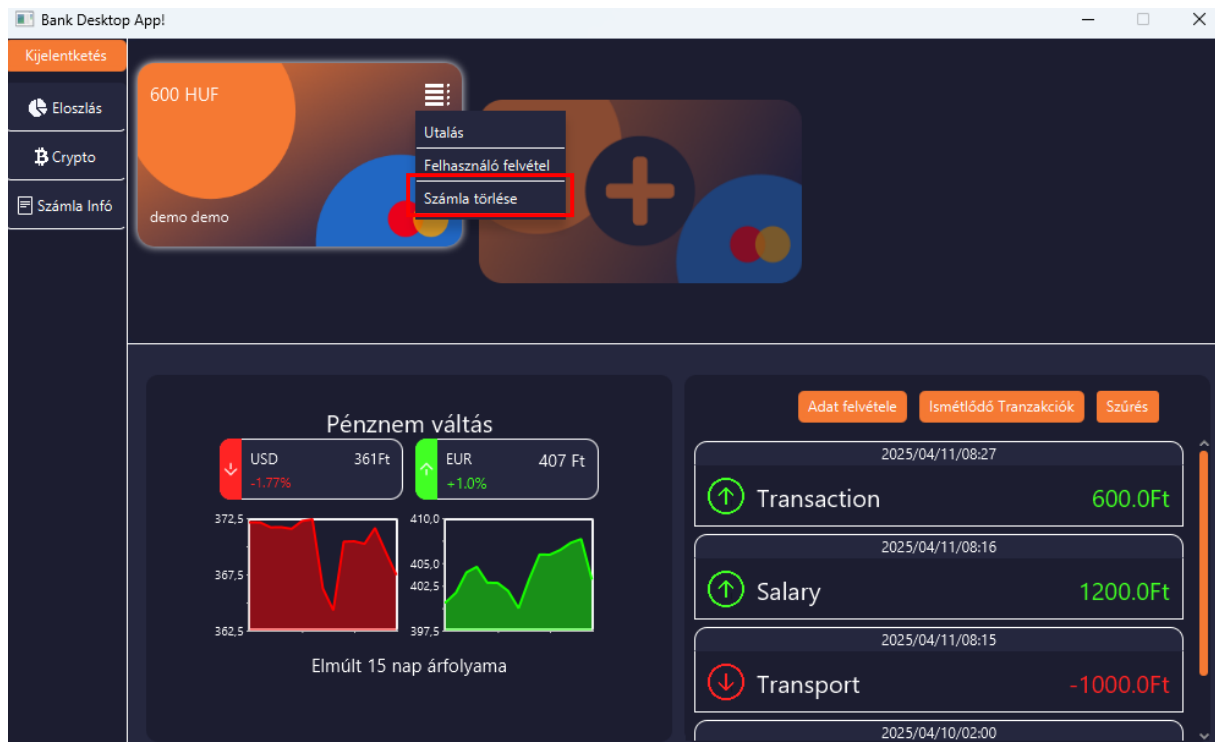 Bank Desktop App!
Kijelentketés
Eloszlás
Crypto
Számla Infó
600 HUF
demo demo
Utalás
Felhasználó felvétel
Számla törlése
Pénznem váltás
USD 361Ft
-1.77%
EUR 407 Ft
+1.0%
372,5
367,5
362,5
410,0
405,0
402,5
397,5
Elmúlt 15 nap árfolyama
Adat felvétele
Ismétlődő Tranzakciók
Szűrés
2025/04/11/08:27
Transaction 600.0Ft
2025/04/11/08:16
Salary 1200.0Ft
2025/04/11/08:15
Transport -1000.0Ft
2025/04/10/02:00